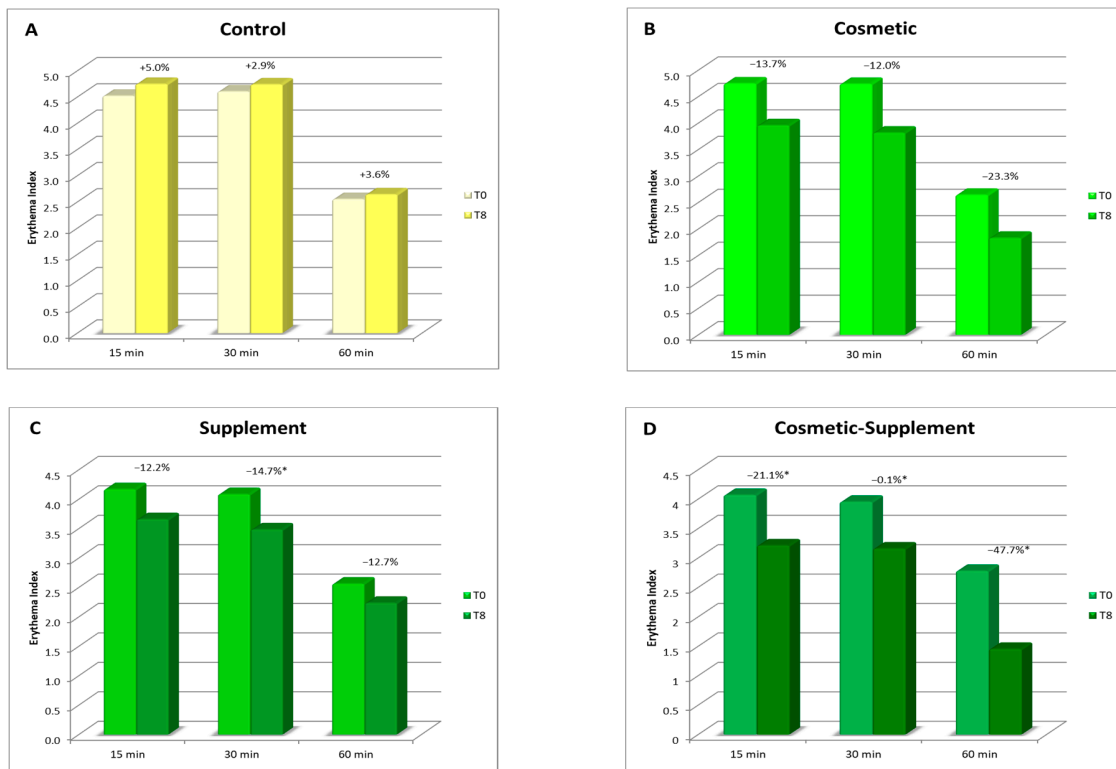 A
Control
+5.0%
+2.9%
+3.6%
5.0
4.5
4.0
3.5
3.0
2.5
2.0
1.5
1.0
0.5
0.0
Erythema Index
15 min
30 min
60 min
T0
T8
B
Cosmetic
−13.7%
−12.0%
−23.3%
5.0
4.5
4.0
3.5
3.0
2.5
2.0
1.5
1.0
0.5
0.0
Erythema Index
15 min
30 min
60 min
T0
T8
C
Supplement
−12.2%
−14.7%*
−12.7%
4.5
4.0
3.5
3.0
2.5
2.0
1.5
1.0
0.5
0.0
Erythema Index
15 min
30 min
60 min
T0
T8
D
Cosmetic-Supplement
−21.1%*
−0.1%*
−47.7%*
4.5
4
3.5
3
2.5
2
1.5
1
0.5
0
Erythema Index
15 min
30 min
60 min
T0
T8